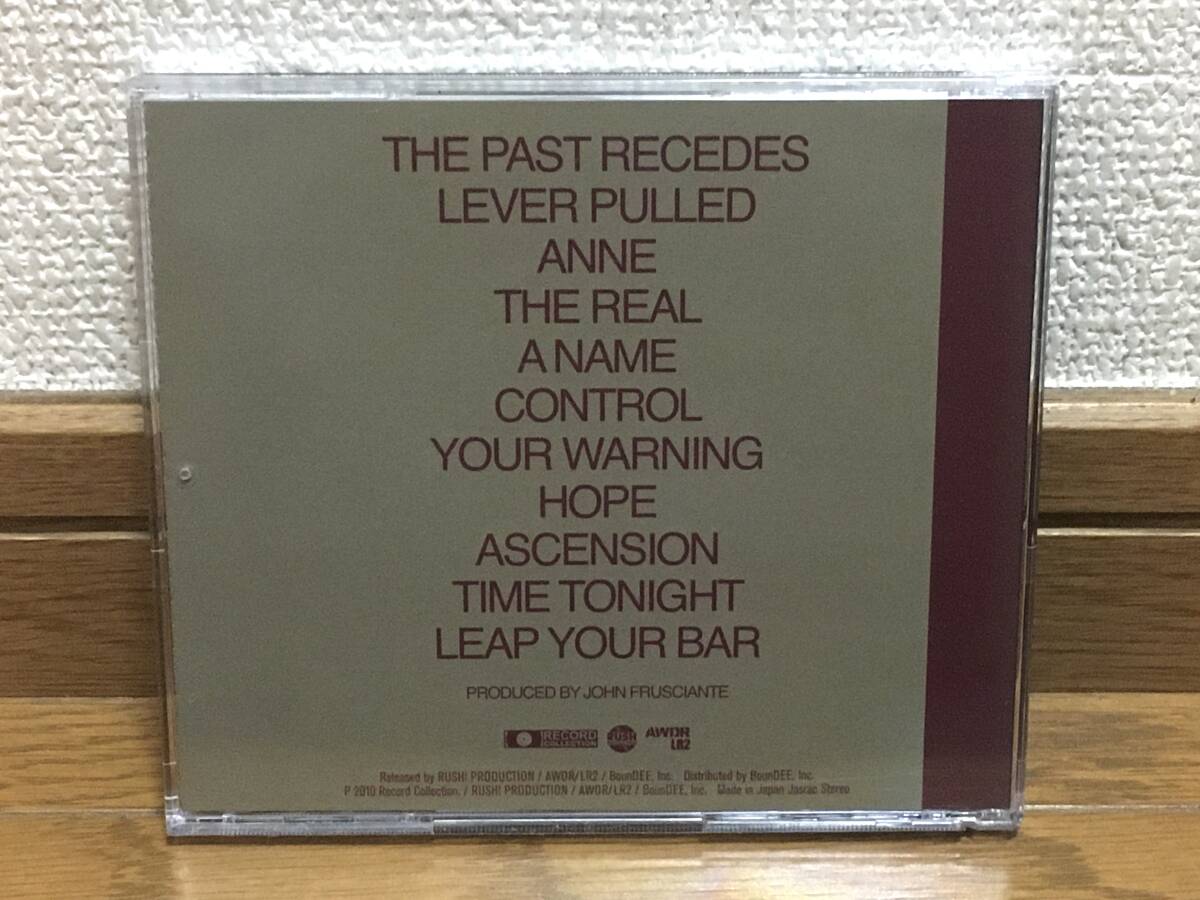 THE PAST RECEDES
LEVER PULLED
ANNE
THE REAL
A NAME
CONTROL
YOUR WARNING
HOPE
ASCENSION
TIME TONIGHT
LEAP YOUR BAR
PRODUCED BY JOHN FRUSCIANTE
RECORD
COLLECTION
RUSH!
AWDR
LR2
Released by RUSH! PRODUCTION / AWDR/LR2 / BounDEE, Inc. Distributed by BounDEE, Inc.
P 2010 Record Collection. / RUSH! PRODUCTION / AWDR/LR2 / BounDEE, Inc. Made in Japan Jasrac Stereo